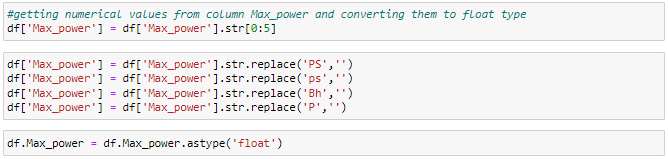 #getting numerical values from column Max_power and converting them to float type
df['Max_power'] = df['Max_power'].str[0:5]
df['Max_power'] = df['Max_power'].str.replace('PS','')
df['Max_power'] = df['Max_power'].str.replace('ps','')
df['Max_power'] = df['Max_power'].str.replace('Bh','')
df['Max_power'] = df['Max_power'].str.replace('P','')
df.Max_power = df.Max_power.astype('float')